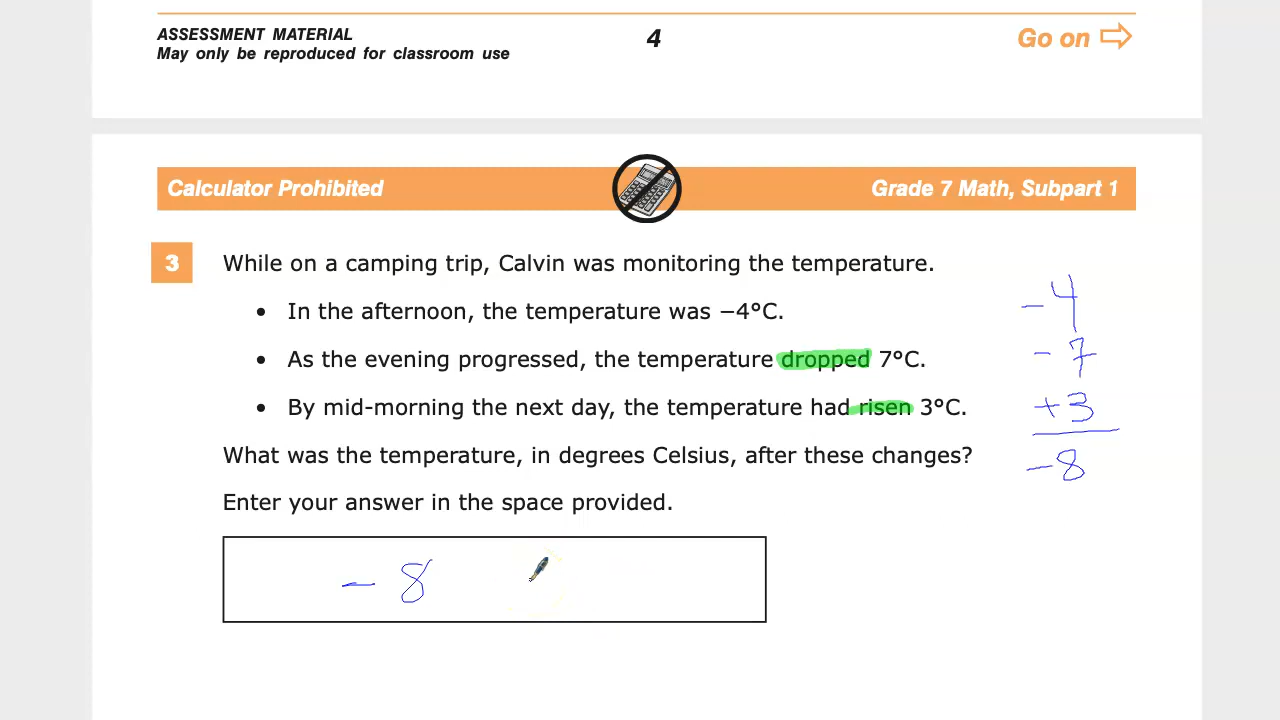 ASSESSMENT MATERIAL
May only be reproduced for classroom use
4
Go on
Calculator Prohibited
Grade 7 Math, Subpart 1
3
While on a camping trip, Calvin was monitoring the temperature.
• In the afternoon, the temperature was −4°C.
• As the evening progressed, the temperature dropped 7°C.
• By mid-morning the next day, the temperature had risen 3°C.
What was the temperature, in degrees Celsius, after these changes?
Enter your answer in the space provided.
- 8
- 4
- 7
+3
- 8